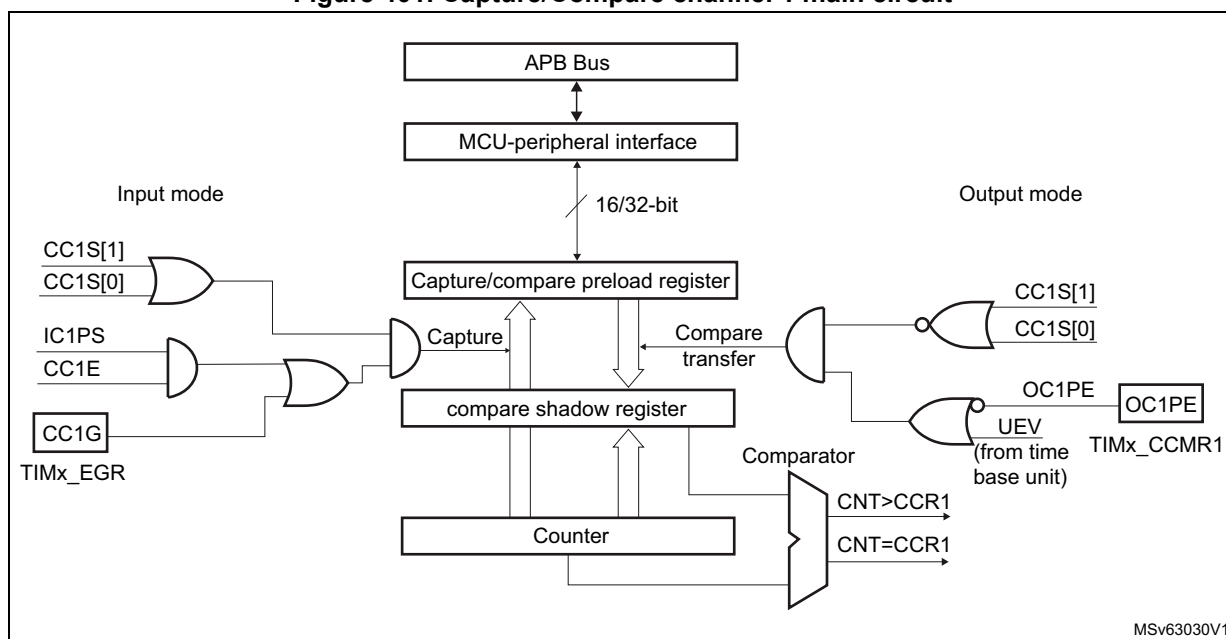 APB Bus
MCU-peripheral interface
Input mode
16/32-bit
Output mode
CC1S[1]
CC1S[0]
Capture/compare preload register
CC1S[1]
CC1S[0]
IC1PS
CC1E
Capture
Compare
transfer
CC1G
TIMx_EGR
compare shadow register
OC1PE
OC1PE
UEV
(from time
base unit)
TIMx_CCMR1
Comparator
Counter
CNT>CCR1
CNT=CCR1
MSv63030V1